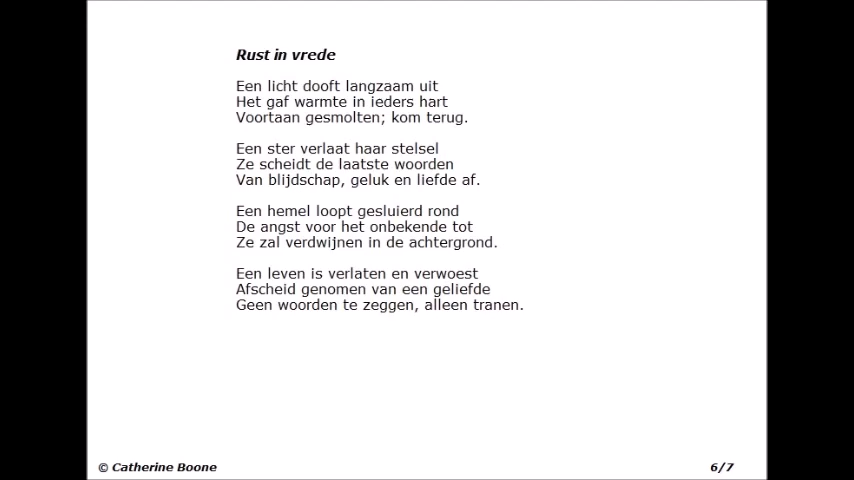 Rust in vrede
Een licht dooft langzaam uit
Het gaf warmte in ieders hart
Voortaan gesmolten; kom terug.
Een ster verlaat haar stelsel
Ze scheidt de laatste woorden
Van blijdschap, geluk en liefde af.
Een hemel loopt gesluierd rond
De angst voor het onbekende tot
Ze zal verdwijnen in de achtergrond.
Een leven is verlaten en verwoest
Afscheid genomen van een geliefde
Geen woorden te zeggen, alleen tranen.
© Catherine Boone
6/7